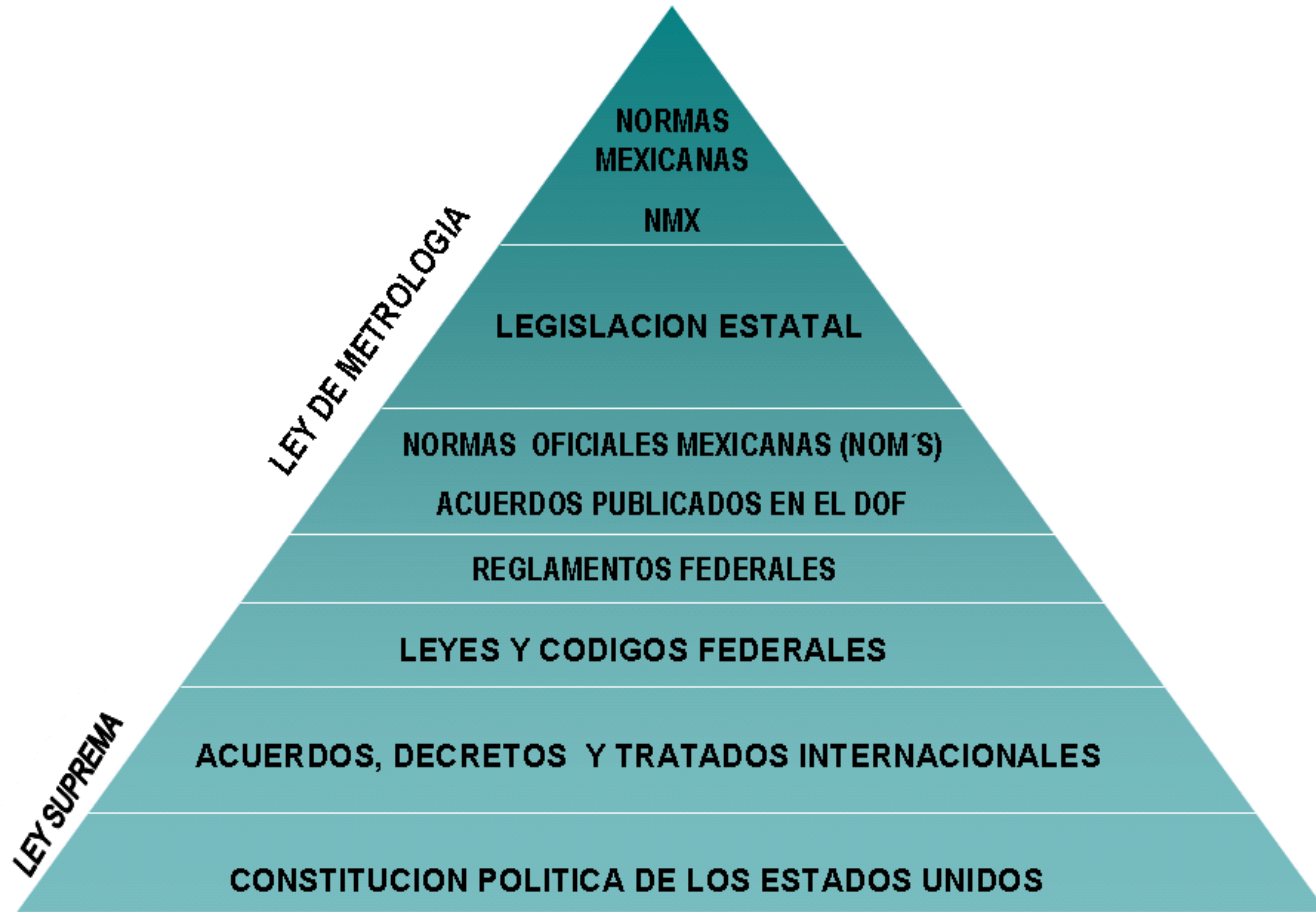 NORMAS
MEXICANAS
NMX
LEY DE METROLOGIA
LEGISLACION ESTATAL
NORMAS OFICIALES MEXICANAS (NOM´S)
ACUERDOS PUBLICADOS EN EL DOF
REGLAMENTOS FEDERALES
LEYES Y CODIGOS FEDERALES
LEY SUPREMA
ACUERDOS, DECRETOS Y TRATADOS INTERNACIONALES
CONSTITUCION POLITICA DE LOS ESTADOS UNIDOS